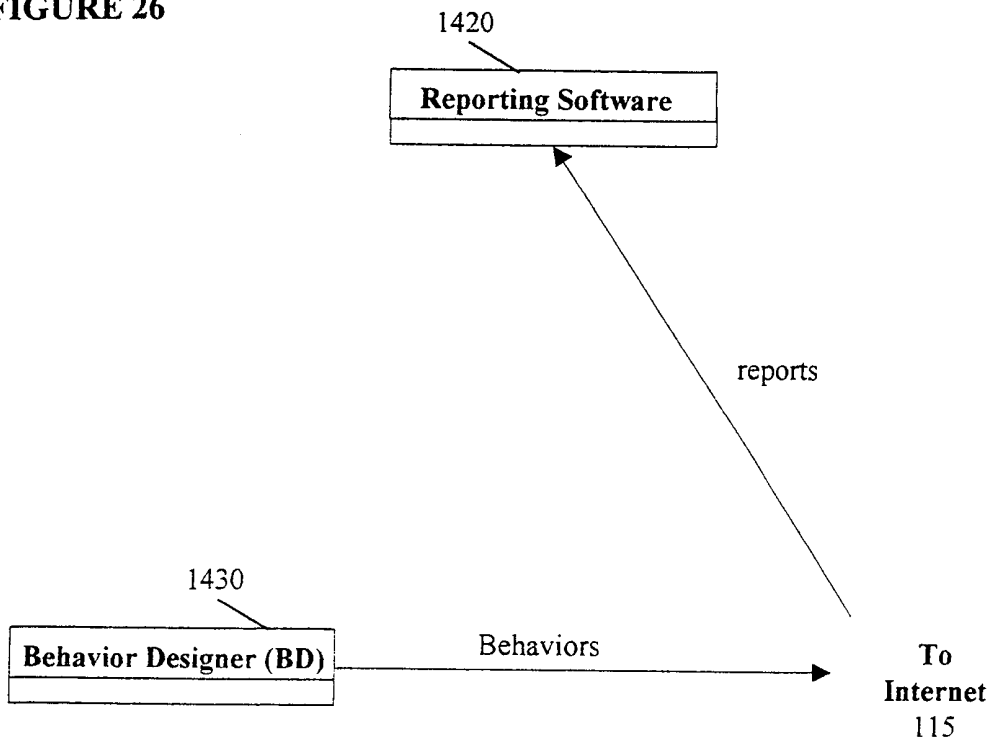 FIGURE 26
1420
Reporting Software
reports
1430
Behavior Designer (BD)
Behaviors
To
Internet
115